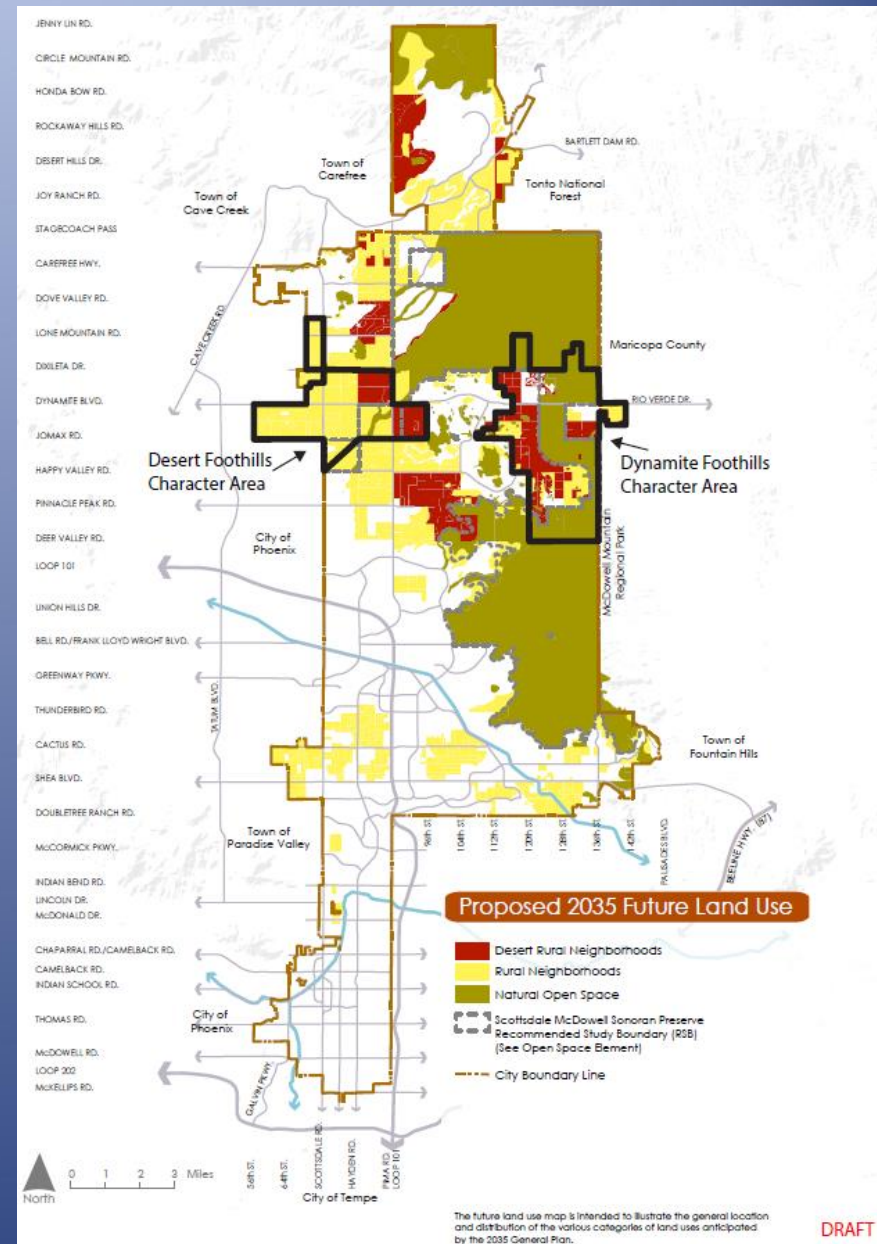 JENNY LIN RD.
CIRCLE MOUNTAIN RD.
HONDA BOW RD.
ROCKAWAY HILLS RD.
DESERT HILLS DR.
JOY RANCH RD.
STAGECOACH PASS
CAREFREE HWY.
DOVE VALLEY RD.
LONE MOUNTAIN RD.
DIXILETA DR.
DYNAMITE BLVD.
JOMAX RD.
HAPPY VALLEY RD.
PINNACLE PEAK RD.
DEER VALLEY RD.
LOOP 101
UNION HILLS DR.
BELL RD./FRANK LLOYD WRIGHT BLVD.
GREENWAY PKWY.
THUNDERBIRD RD.
CACTUS RD.
SHEA BLVD.
DOUBLETREE RANCH RD.
McCORMICK PKWY.
INDIAN BEND RD.
LINCOLN DR.
McDONALD DR.
CHAPARRAL RD./CAMELBACK RD.
CAMELBACK RD.
INDIAN SCHOOL RD.
THOMAS RD.
McDOWELL RD.
LOOP 202
McKELLIPS RD.
BARTLETT DAM RD.
Town of
Carefree
Town of
Cave Creek
Tonto National
Forest
CAVE CREEK RD.
Maricopa County
RIO VERDE DR.
Desert Foothills
Character Area
Dynamite Foothills
Character Area
City of
Phoenix
McDowell Mountain
Regional Park
TATUM BLVD.
Town of
Fountain Hills
Town of
Paradise Valley
96th ST.
104th ST.
112th ST.
120th ST.
128th ST.
136th ST.
142th ST.
PALISADES BLVD.
BEELINE HWY. (87)
City of
Phoenix
GALVIN PKWY.
56th ST.
64th ST.
SCOTTSDALE RD.
HAYDEN RD.
PIMA RD.
LOOP 101
City of Tempe
Proposed 2035 Future Land Use
Desert Rural Neighborhoods
Rural Neighborhoods
Natural Open Space
Scottsdale McDowell Sonoran Preserve
Recommended Study Boundary (RSB)
(See Open Space Element)
City Boundary Line
North
0 1 2 3 Miles
The future land use map is intended to illustrate the general location
and distribution of the various categories of land uses anticipated
by the 2035 General Plan.
DRAFT